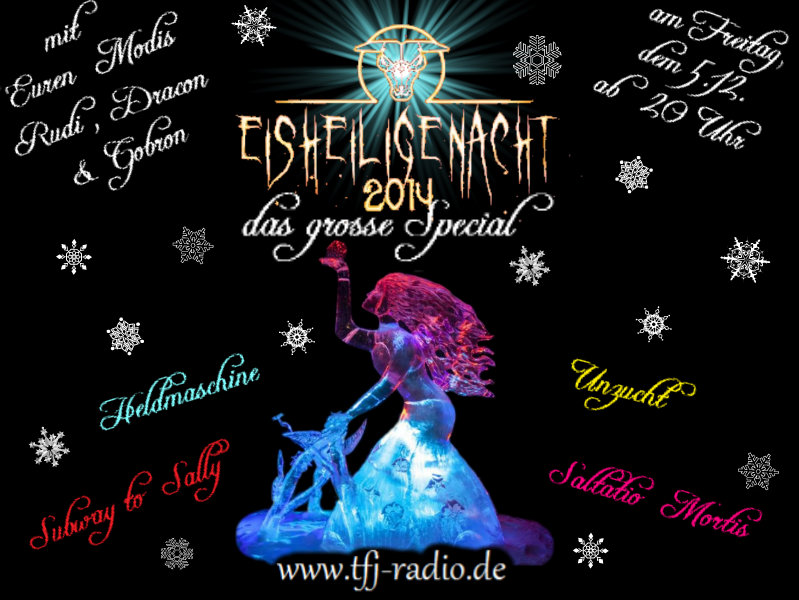 mit
Euren Modis
Rudi, Dracon
& Gobron
am Freitag,
dem 5.12.
ab 20 Uhr
EISHEILIGENACHT
2014
das grosse Special
Heldmaschine
Unzucht
Subway to Sally
Saltatio Mortis
www.tfj-radio.de